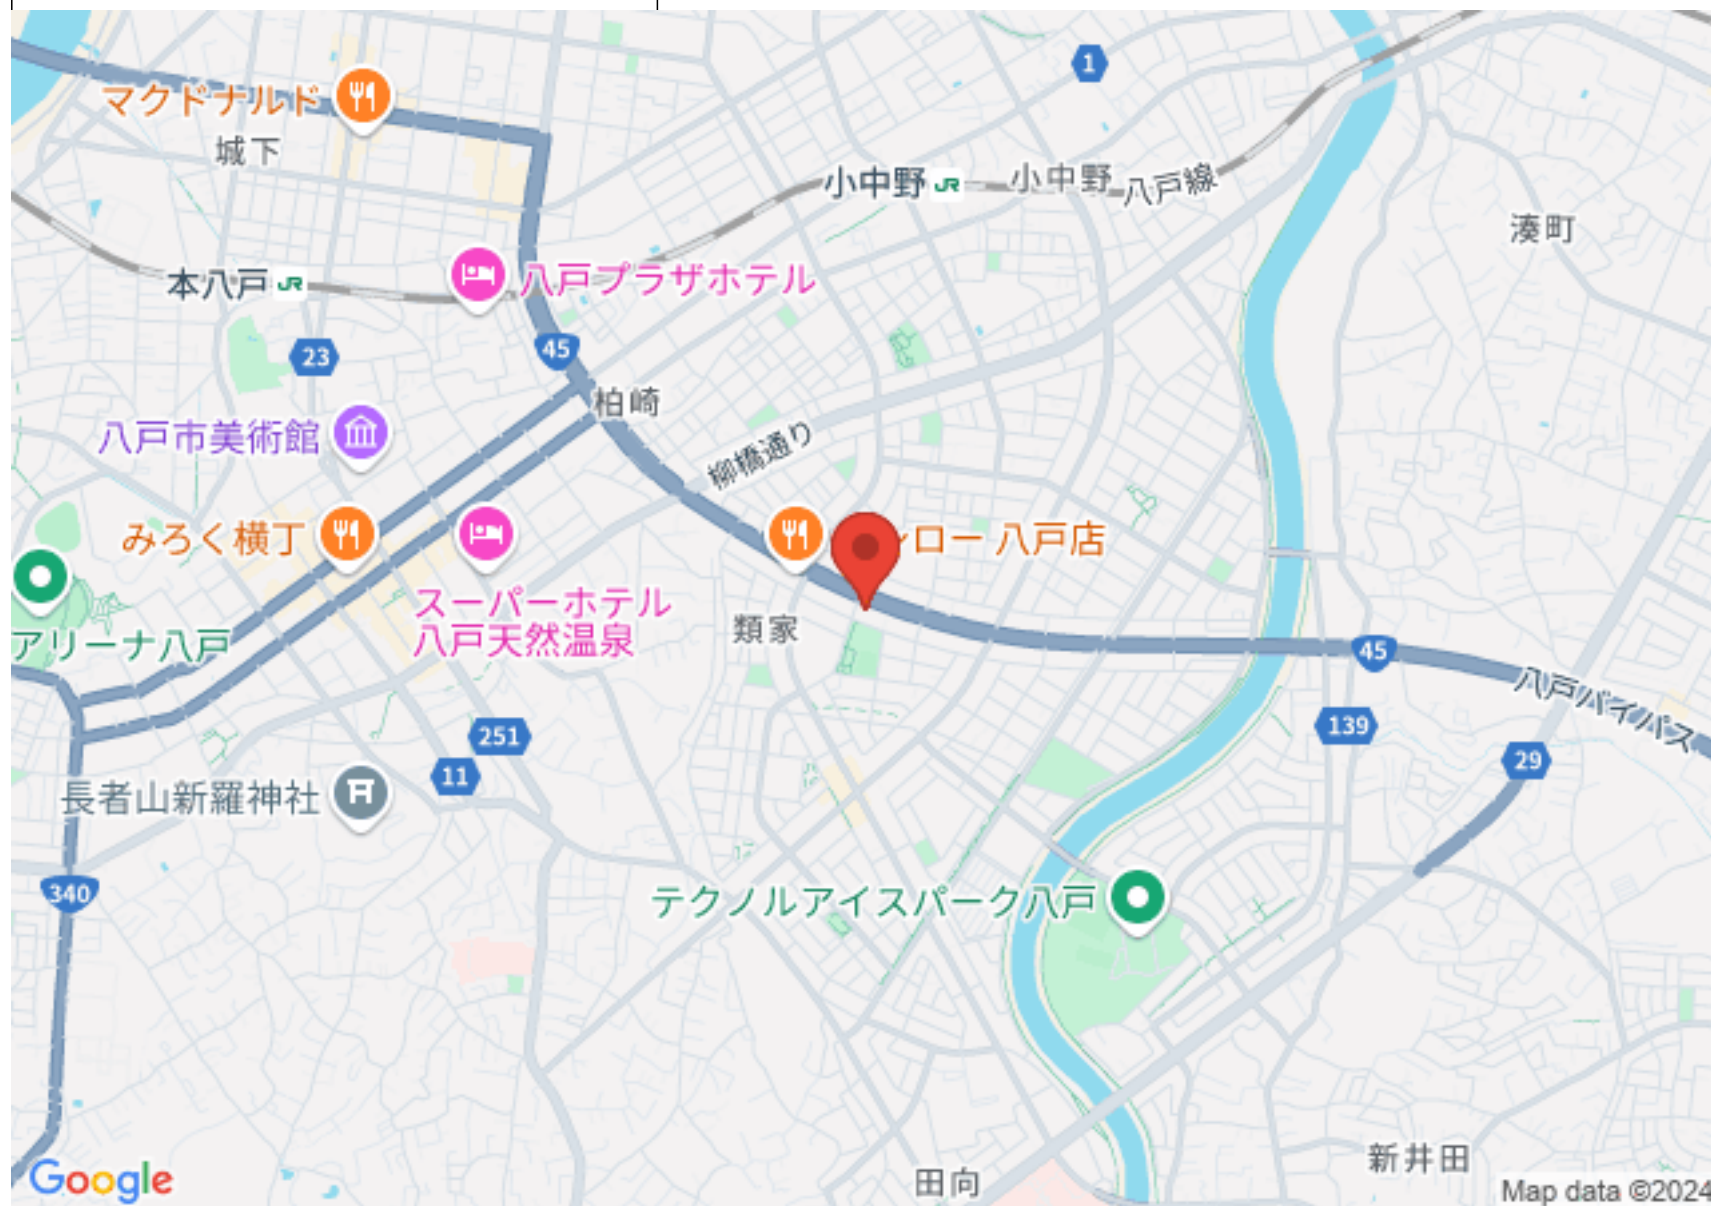 1
マクドナルド
城下
小中野
JR
小中野
八戸線
湊町
本八戸
JR
八戸プラザホテル
23
45
柏崎
八戸市美術館
柳橋通り
みろく横丁
ロー 八戸店
スーパーホテル
八戸天然温泉
類家
アリーナ八戸
45
八戸バイパス
139
251
11
29
長者山新羅神社
340
テクノルアイスパーク八戸
新井田
田向
Google
Map data ©2024